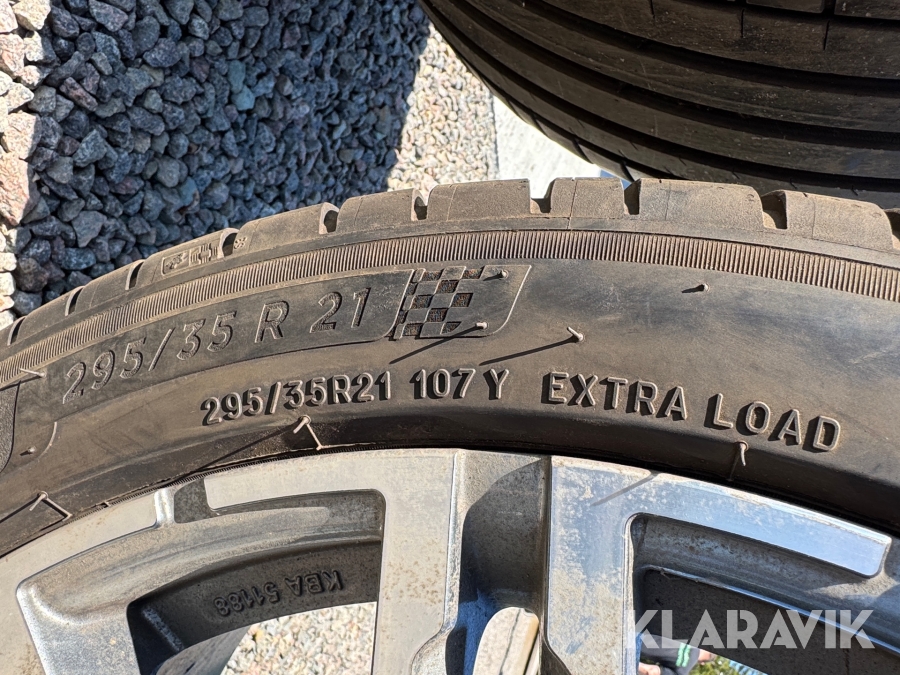 295/35 R 21
295/35R21 107 Y EXTRA LOAD
KBA 51188
KLARAVIK